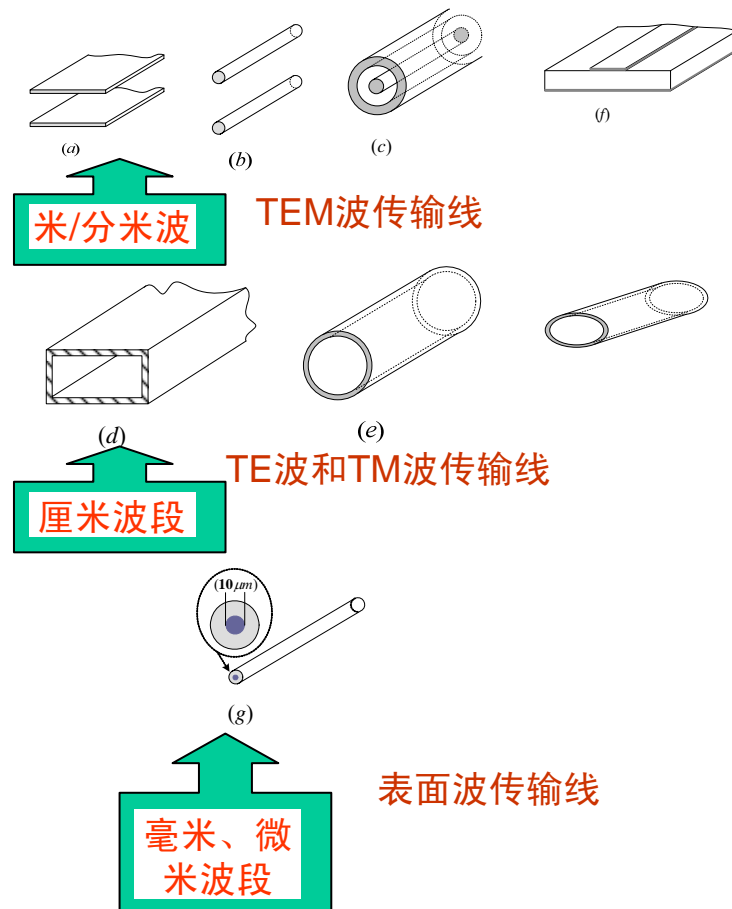 (a)
(b)
(c)
(f)
米/分米波
TEM波传输线
(d)
(e)
TE波和TM波传输线
厘米波段
(10μm)
(g)
表面波传输线
毫米、微
米波段